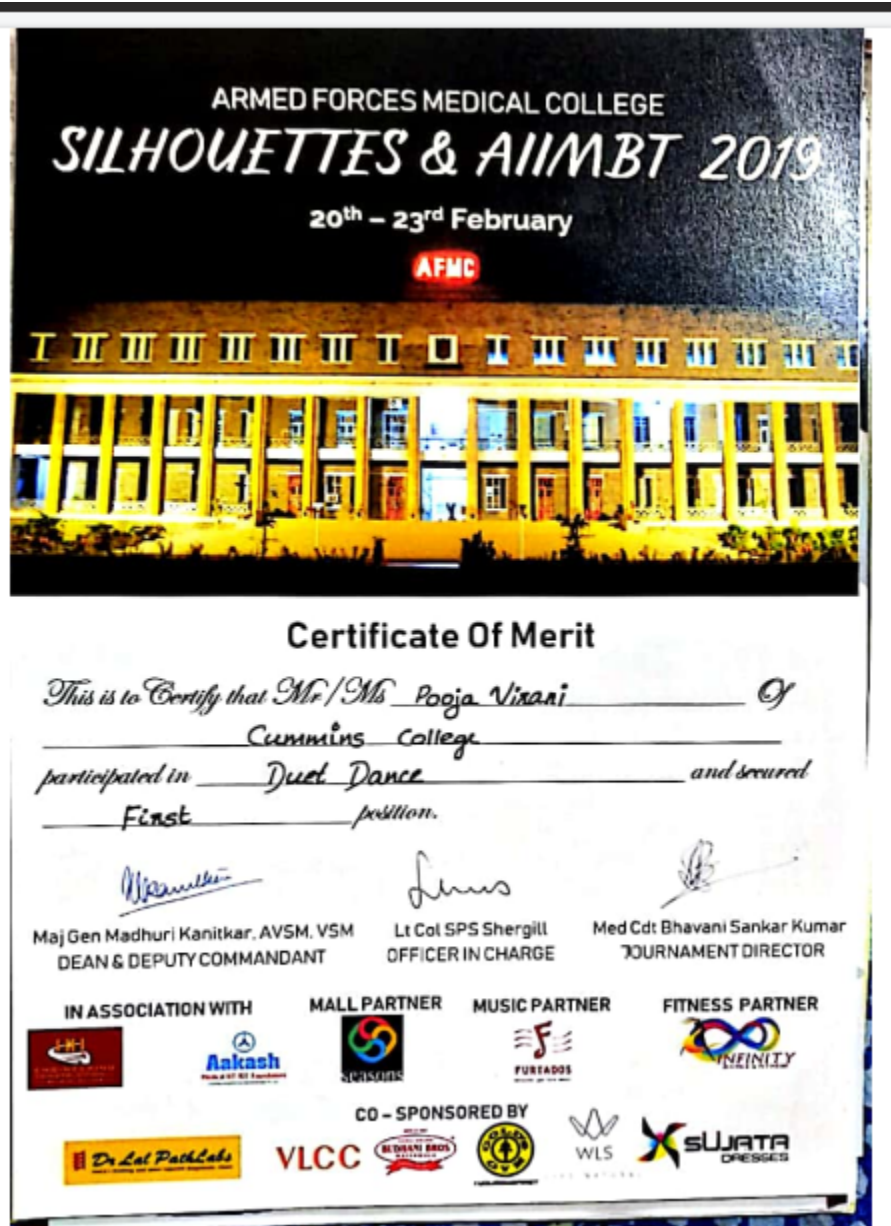 ARMED FORCES MEDICAL COLLEGE
SILHOUETTES & AIIMBT 2019
20th – 23rd February
AFMC
Certificate Of Merit
This is to Certify that Mr/Ms Pooja Virani Of
Cummins College
participated in Duet Dance and secured
First position.
Maj Gen Madhuri Kanitkar, AVSM, VSM
DEAN & DEPUTY COMMANDANT
Lt Col SPS Shergill
OFFICER IN CHARGE
Med Cdt Bhavani Sankar Kumar
TOURNAMENT DIRECTOR
IN ASSOCIATION WITH
MALL PARTNER
MUSIC PARTNER
FITNESS PARTNER
Aakash
seasons
FURTADOS
INFINITY
CO – SPONSORED BY
Dr Lal PathLabs
VLCC
BUDHANI BROS
GOLD'S GYM
WLS
SUJATA
DRESSES